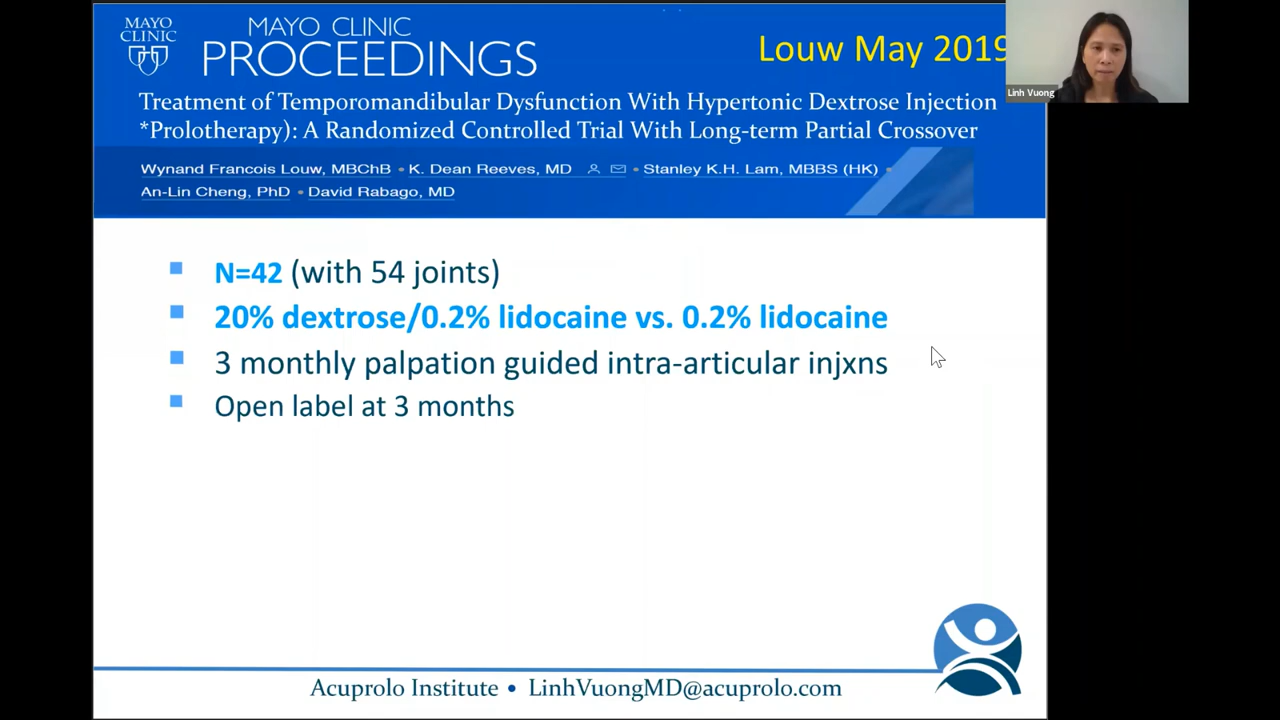 MAYO
CLINIC
MAYO CLINIC
PROCEEDINGS
Louw May 2019
Linh Vuong
Treatment of Temporomandibular Dysfunction With Hypertonic Dextrose Injection
*Prolotherapy): A Randomized Controlled Trial With Long-term Partial Crossover
Wynand Francois Louw, MBChB • K. Dean Reeves, MD • Stanley K.H. Lam, MBBS (HK) •
An-Lin Cheng, PhD • David Rabago, MD
N=42 (with 54 joints)
20% dextrose/0.2% lidocaine vs. 0.2% lidocaine
3 monthly palpation guided intra-articular injxns
Open label at 3 months
Acuprolo Institute • LinhVuongMD@acuprolo.com